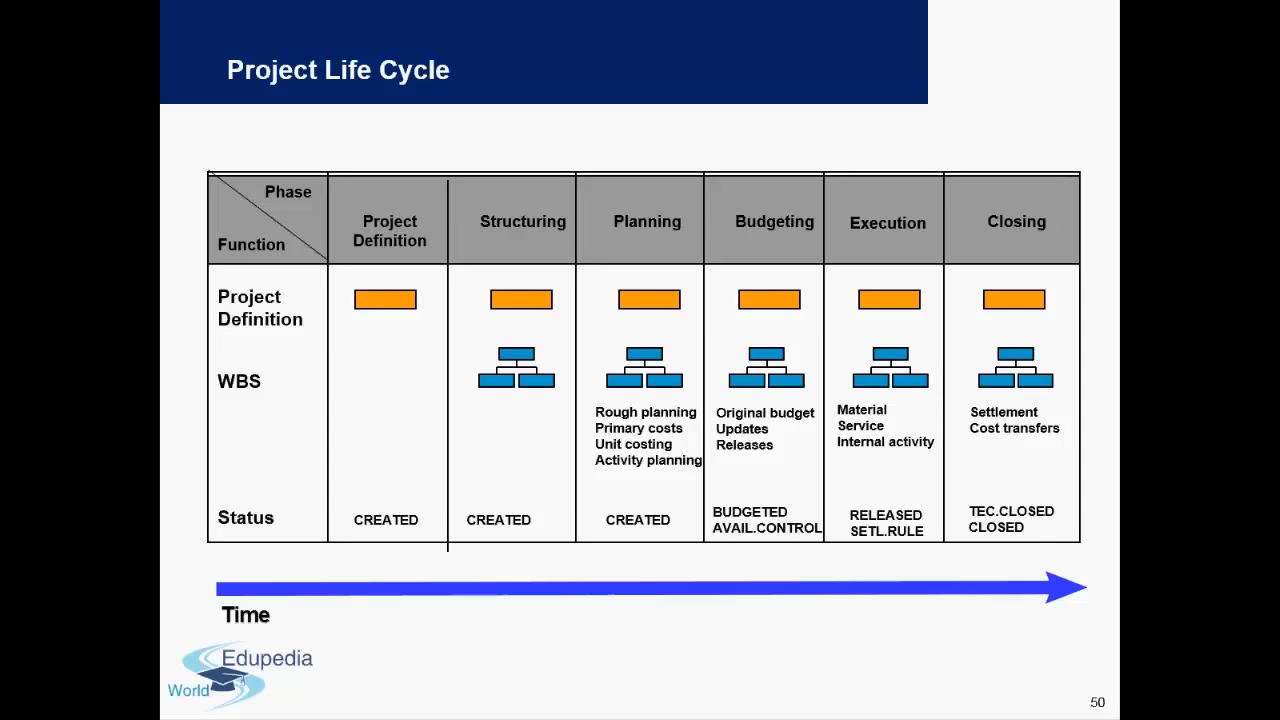 Project Life Cycle
Phase
Function
Project
Definition
Structuring
Planning
Budgeting
Execution
Closing
Project
Definition
WBS
Rough planning
Primary costs
Unit costing
Activity planning
Original budget
Updates
Releases
Material
Service
Internal activity
Settlement
Cost transfers
Status
CREATED
CREATED
CREATED
BUDGETED
AVAIL.CONTROL
RELEASED
SETL.RULE
TEC.CLOSED
CLOSED
Time
Edupedia
World
50